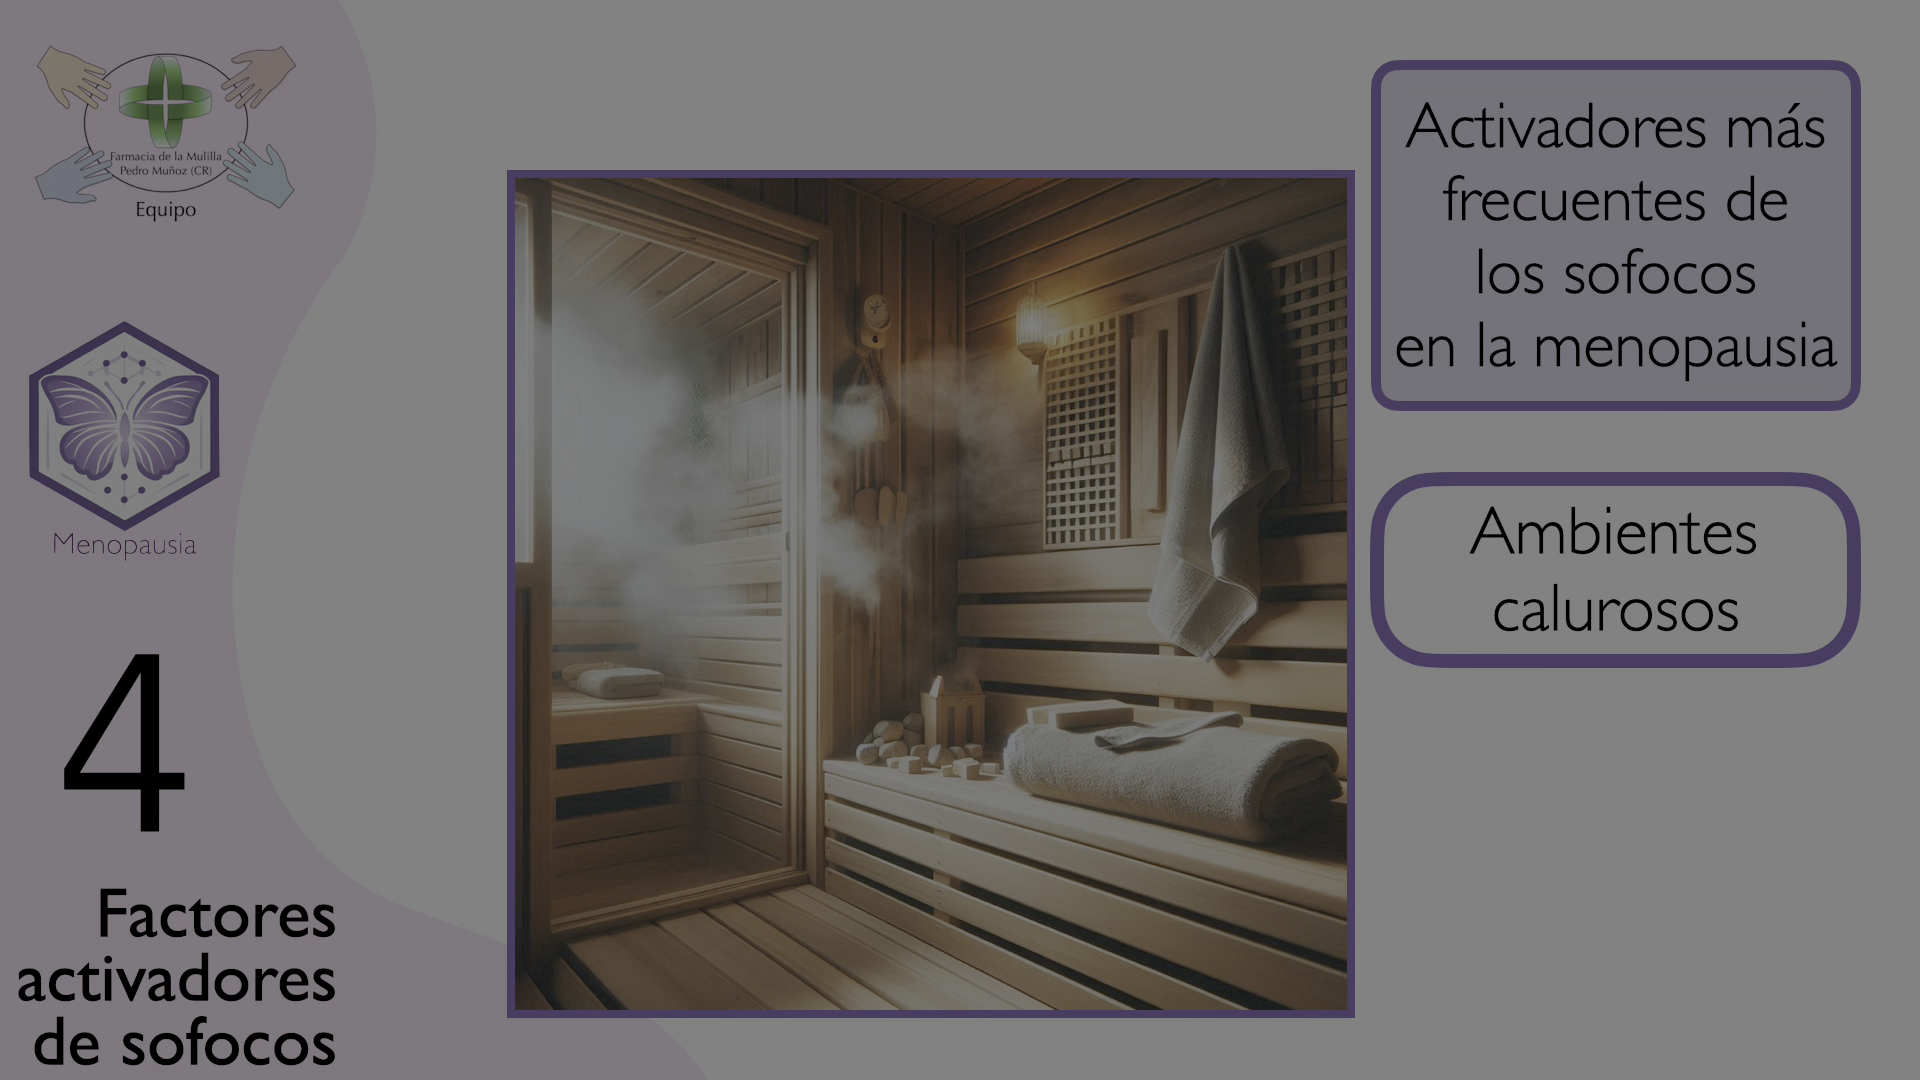 Farmacia de la Mulilla
Pedro Muñoz (CR)
Equipo
Menopausia
4
Factores
activadores
de sofocos
Activadores más
frecuentes de
los sofocos
en la menopausia
Ambientes
calurosos